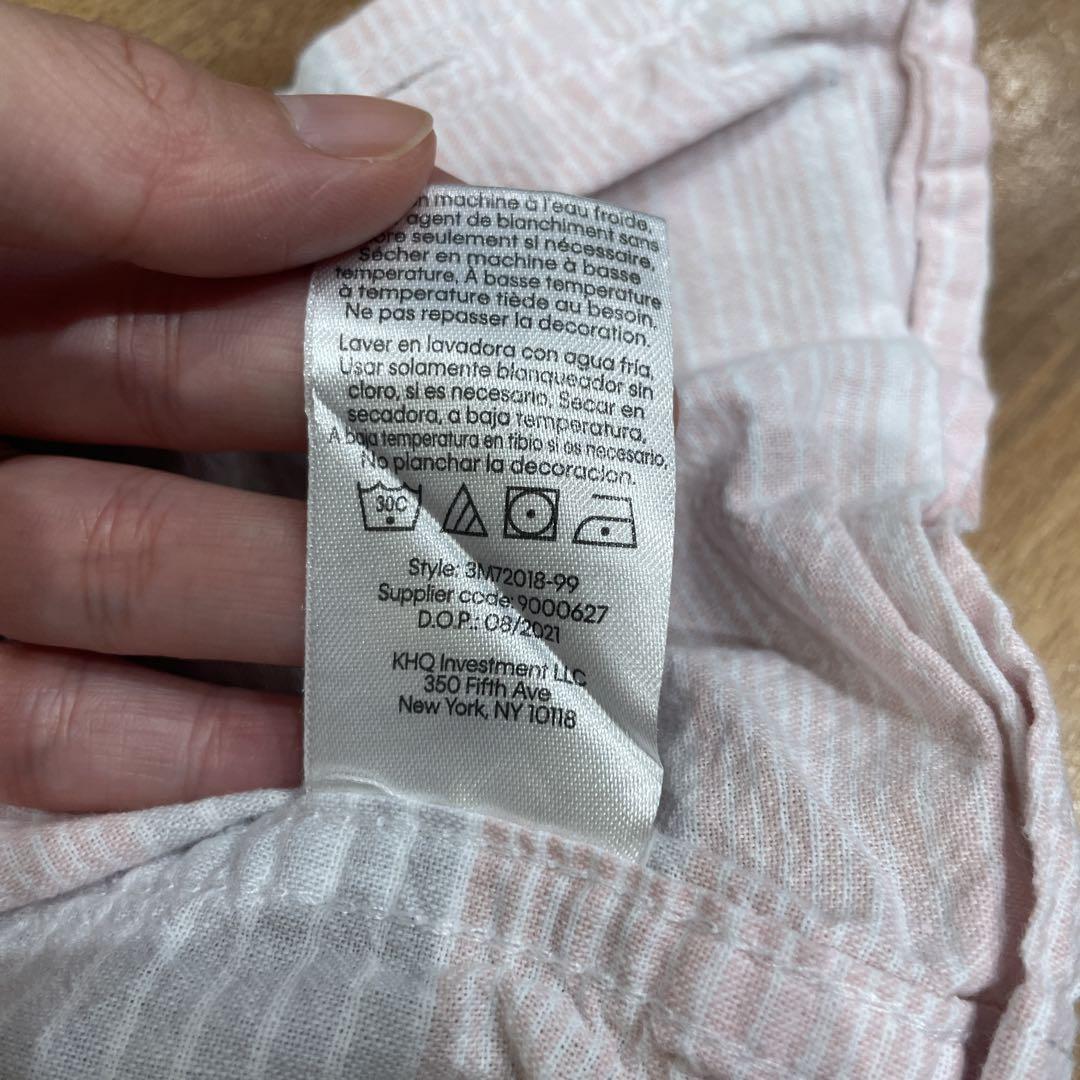 machine à l'eau froide,
agent de blanchiment sans
seulement si nécessaire,
Sécher en machine à basse
température. À basse température
à température tiède au besoin.
Ne pas repasser la decoration.
Laver en lavadora con agua fría.
Usar solamente blanqueador sin
cloro, si es necesario. Secar en
secadora, a baja temperatura,
A baja temperatura en tibio si es necesario.
No planchar la decoración.
30C
Style: 3M72018-99
Supplier code: 9000627
D.O.P.: 08/2021
KHQ Investment LLC
350 Fifth Ave
New York, NY 10118